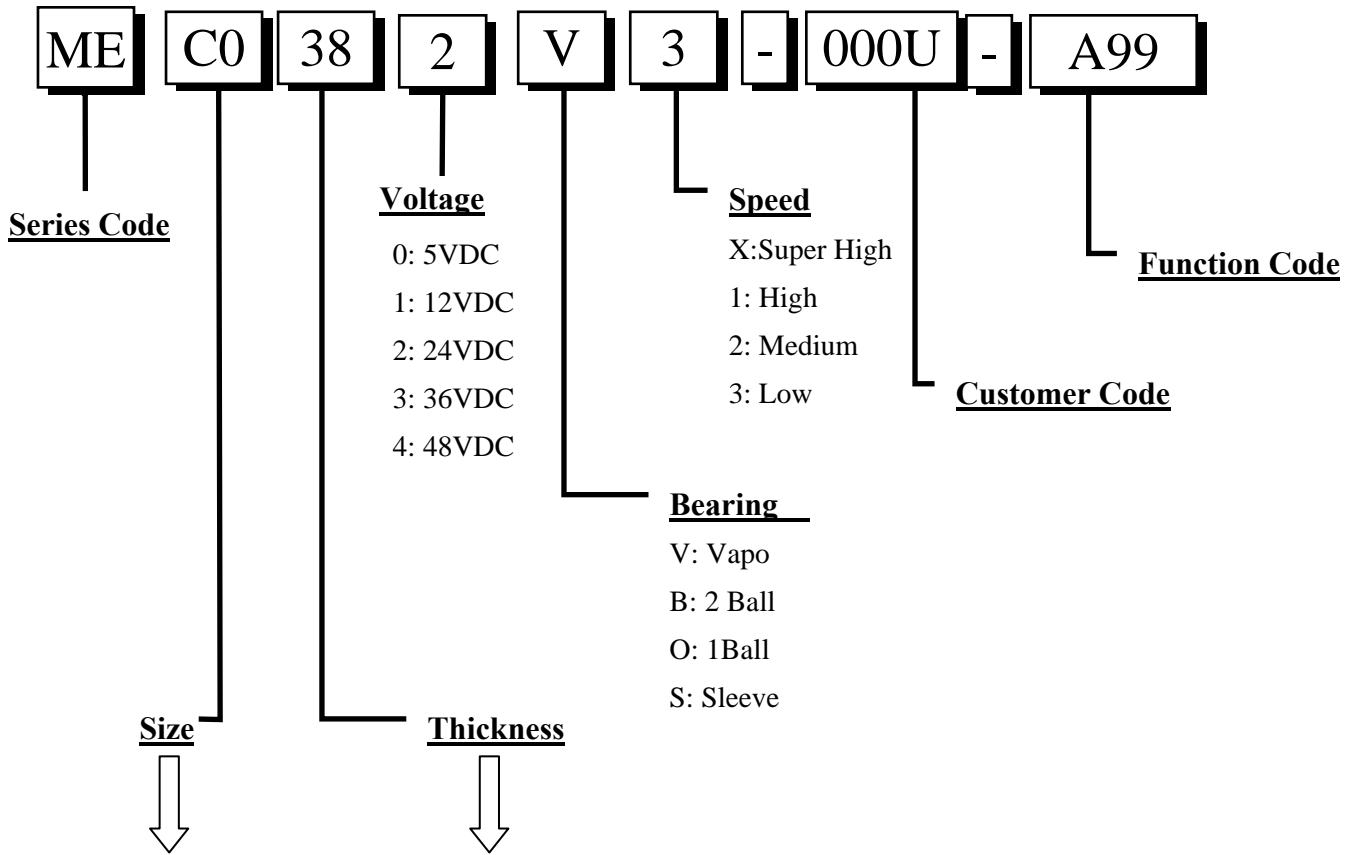 ME C0 38 2 V 3 - 000U - A99
Series Code
Voltage
0: 5VDC
1: 12VDC
2: 24VDC
3: 36VDC
4: 48VDC
Speed
X:Super High
1: High
2: Medium
3: Low
Function Code
Customer Code
Bearing
V: Vapo
B: 2 Ball
O: 1Ball
S: Sleeve
Size
Thickness